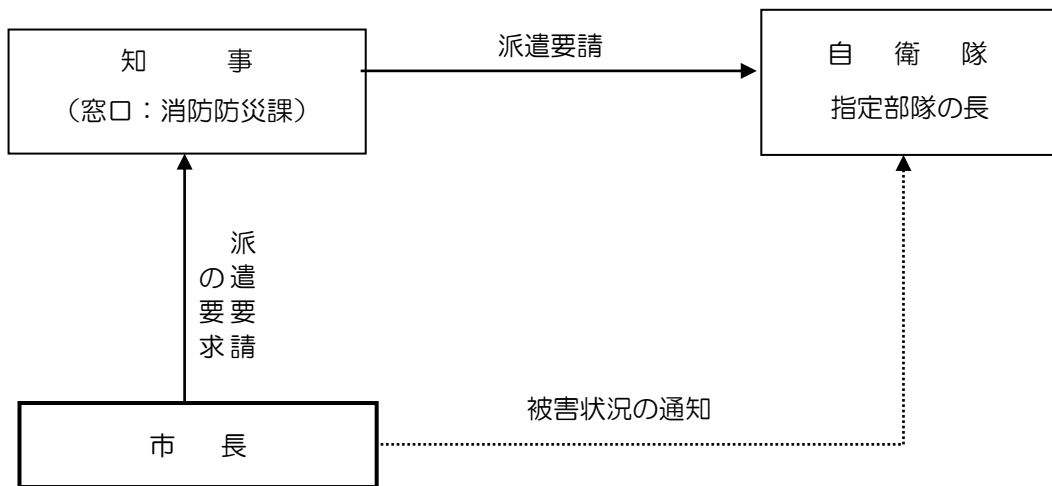 知　　　事
（窓口：消防防災課）
派遣要請
自　衛　隊
指定部隊の長
派遣要請
の要求
市　　長
被害状況の通知